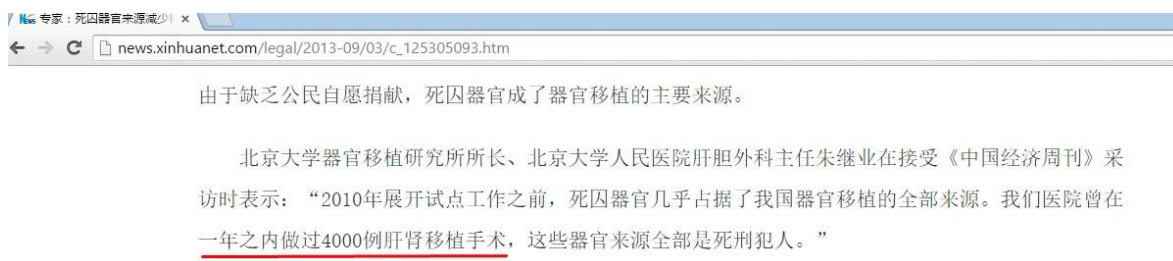 专家：死囚器官来源减少
news.xinhuanet.com/legal/2013-09/03/c_125305093.htm
由于缺乏公民自愿捐献，死囚器官成了器官移植的主要来源。
北京大学器官移植研究所所长、北京大学人民医院肝胆外科主任朱继业在接受《中国经济周刊》采
访时表示：“2010年展开试点工作之前，死囚器官几乎占据了我国器官移植的全部来源。我们医院曾在
一年之内做过4000例肝肾移植手术，这些器官来源全部是死刑犯人。”